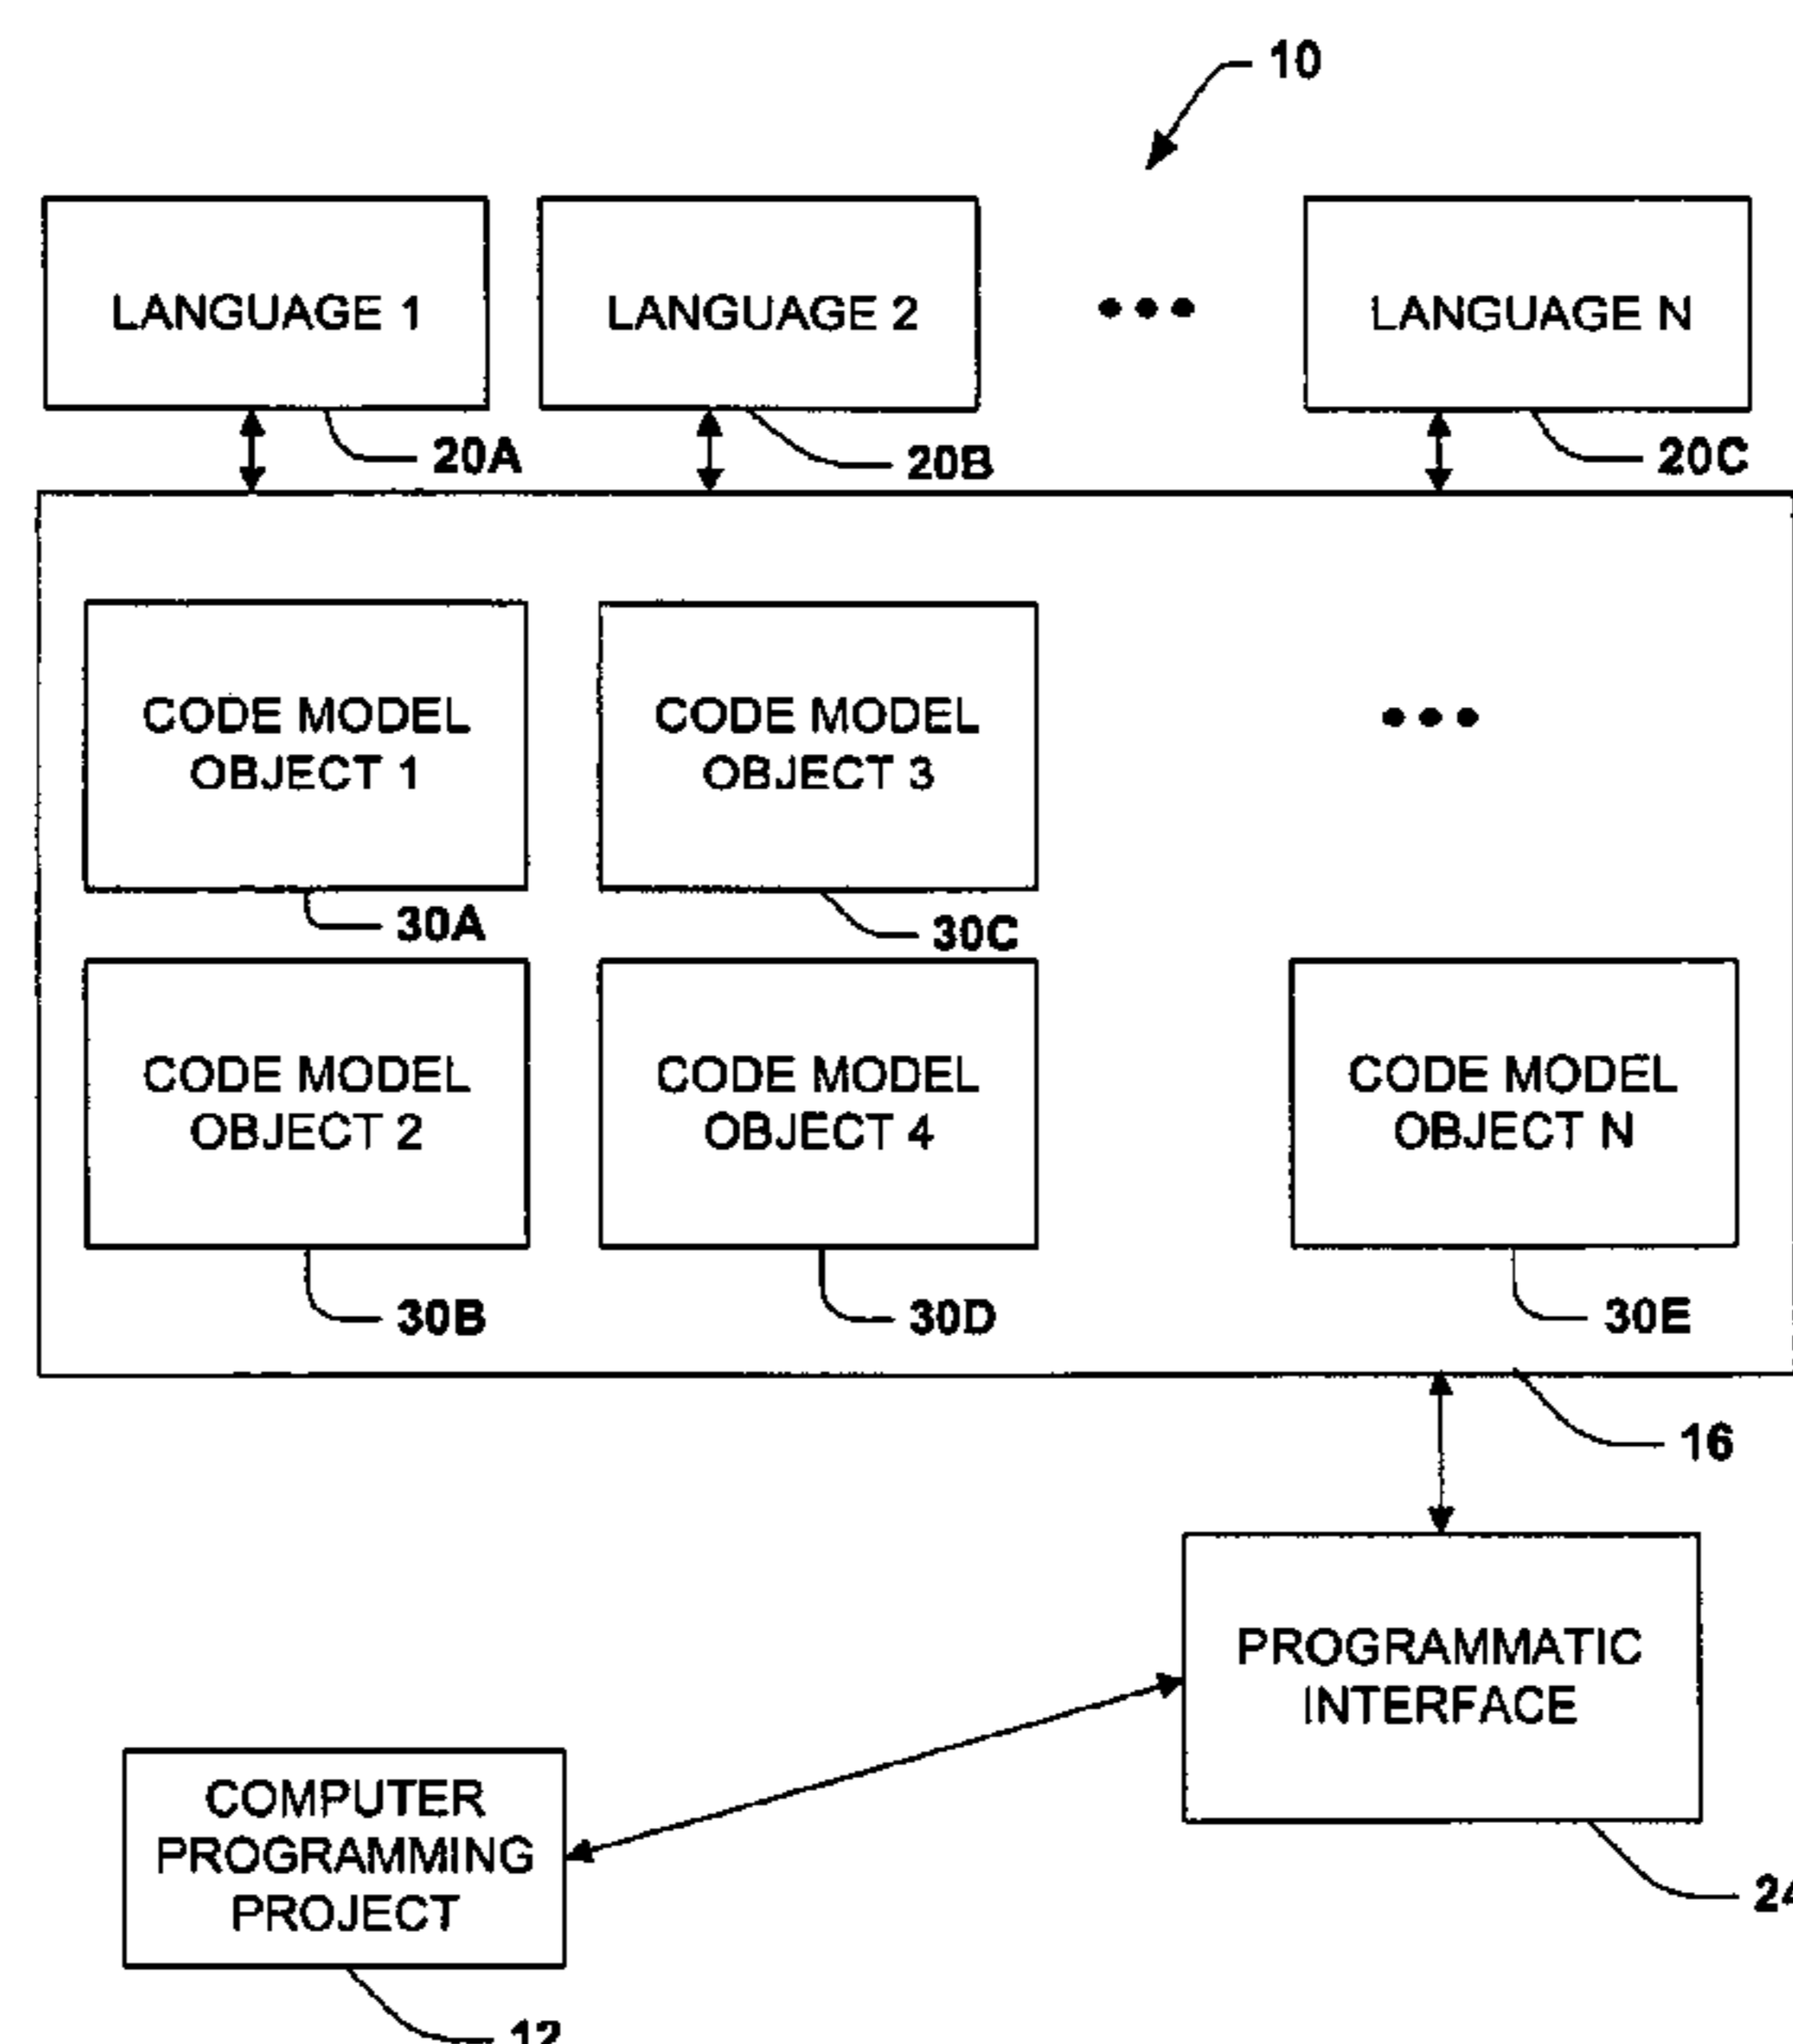 10
LANGUAGE 1
LANGUAGE 2
LANGUAGE N
20A
20B
20C
CODE MODEL
OBJECT 1
CODE MODEL
OBJECT 3
30A
30C
CODE MODEL
OBJECT 2
CODE MODEL
OBJECT 4
CODE MODEL
OBJECT N
30B
30D
30E
16
PROGRAMMATIC
INTERFACE
24
COMPUTER
PROGRAMMING
PROJECT
12